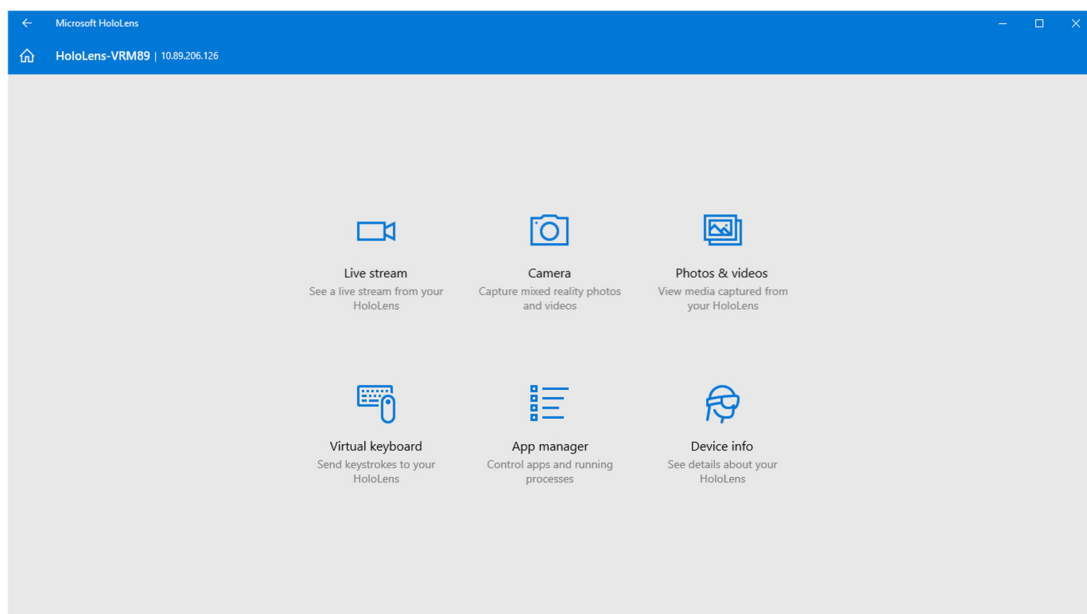 Microsoft HoloLens
HoloLens-VRM89 | 10.89.206.126
Live stream
See a live stream from your
HoloLens
Camera
Capture mixed reality photos
and videos
Photos & videos
View media captured from
your HoloLens
Virtual keyboard
Send keystrokes to your
HoloLens
App manager
Control apps and running
processes
Device info
See details about your
HoloLens